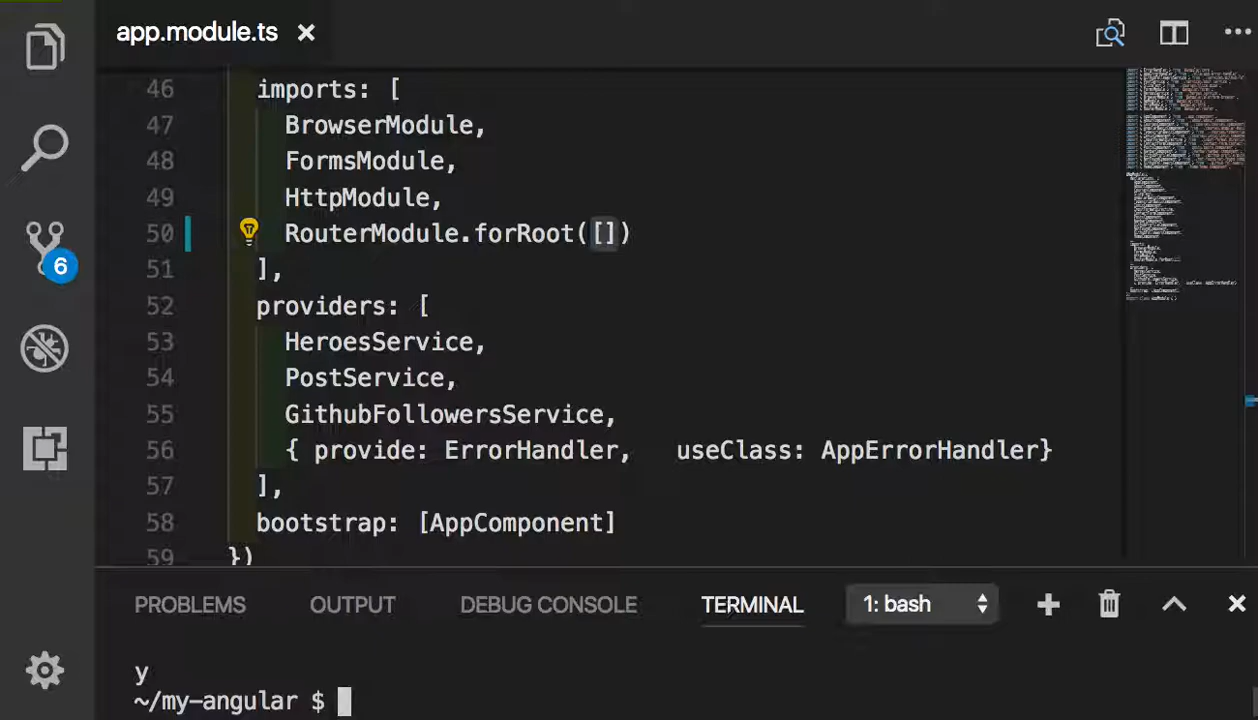 app.module.ts
46 imports: [
47 BrowserModule,
48 FormsModule,
49 HttpModule,
50 RouterModule.forRoot([])
51 ],
52 providers: [
53 HeroesService,
54 PostService,
55 GithubFollowersService,
56 { provide: ErrorHandler,   useClass: AppErrorHandler}
57 ],
58 bootstrap: [AppComponent]
59 })
6
PROBLEMS OUTPUT DEBUG CONSOLE TERMINAL 1: bash
y
~/my-angular $